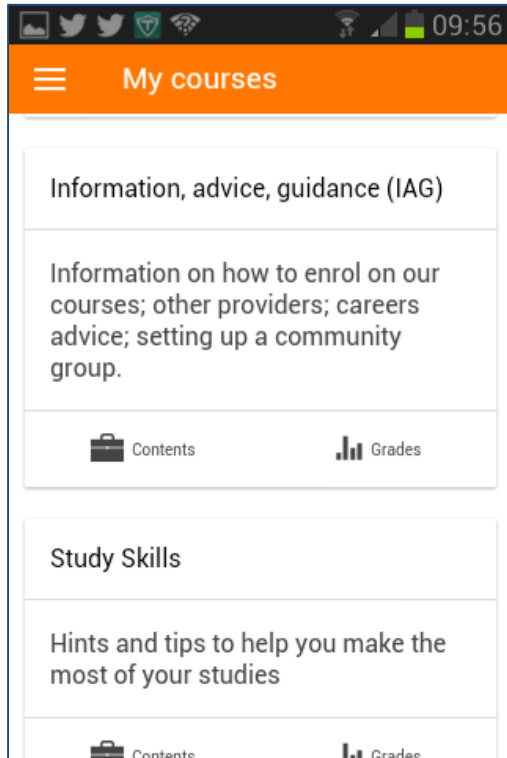 09:56
My courses
Information, advice, guidance (IAG)
Information on how to enrol on our
courses; other providers; careers
advice; setting up a community
group.
Contents Grades
Study Skills
Hints and tips to help you make the
most of your studies
Contents Grades